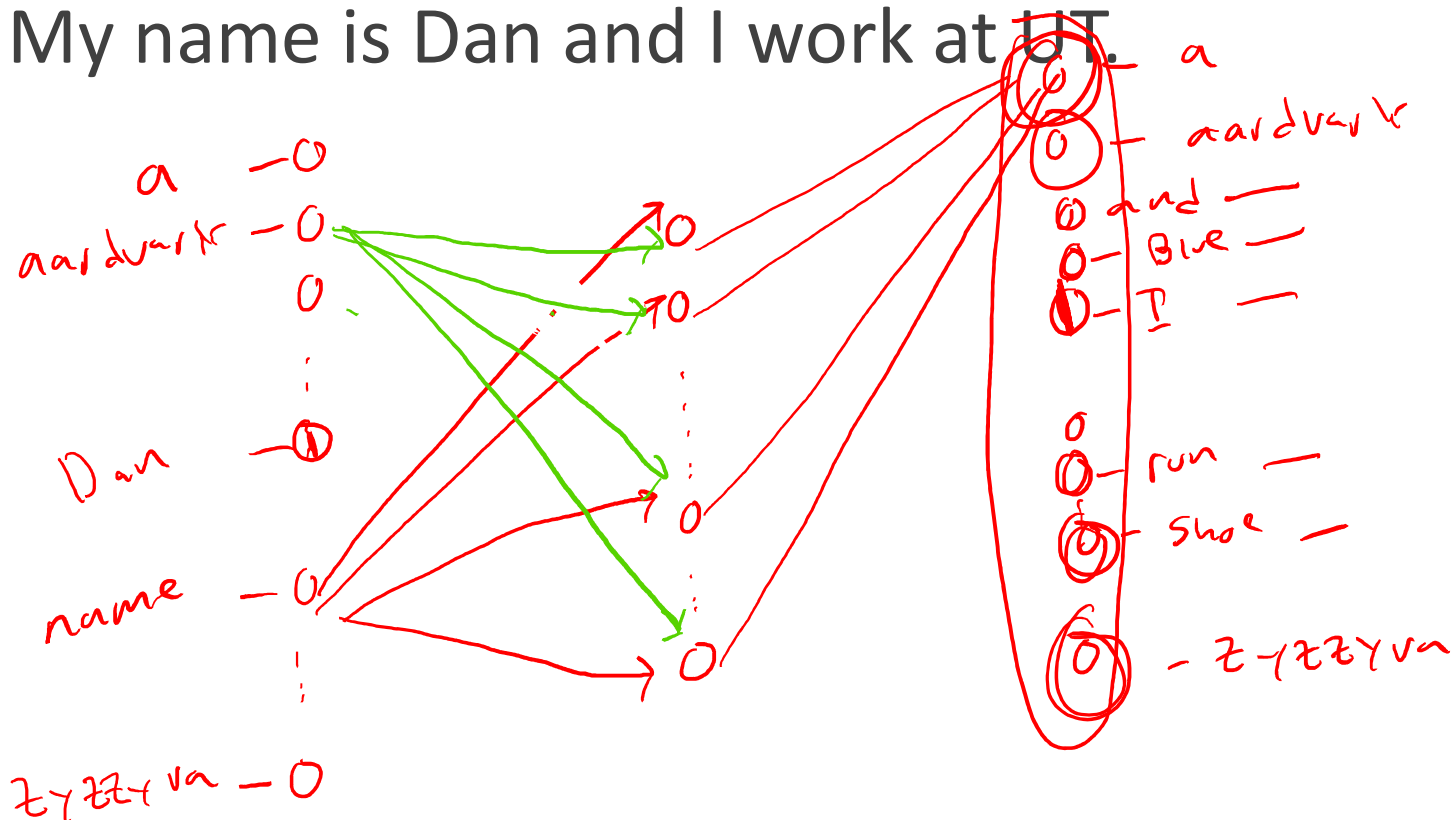 My name is Dan and I work at UT.
a
aardvark
Dan
name
zyzzyva
a
aardvark
and
Blue
I
run
shoe
zyzzyva